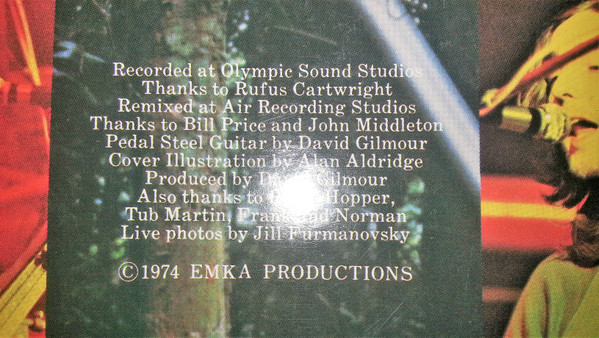 Recorded at Olympic Sound Studios
Thanks to Rufus Cartwright
Remixed at Air Recording Studios
Thanks to Bill Price and John Middleton
Pedal Steel Guitar by David Gilmour
Cover Illustration by Alan Aldridge
Produced by David Gilmour
Also thanks to Hopper,
Tub Martin, Frank and Norman
Live photos by Jill Furmanovsky
©1974 EMKA PRODUCTIONS